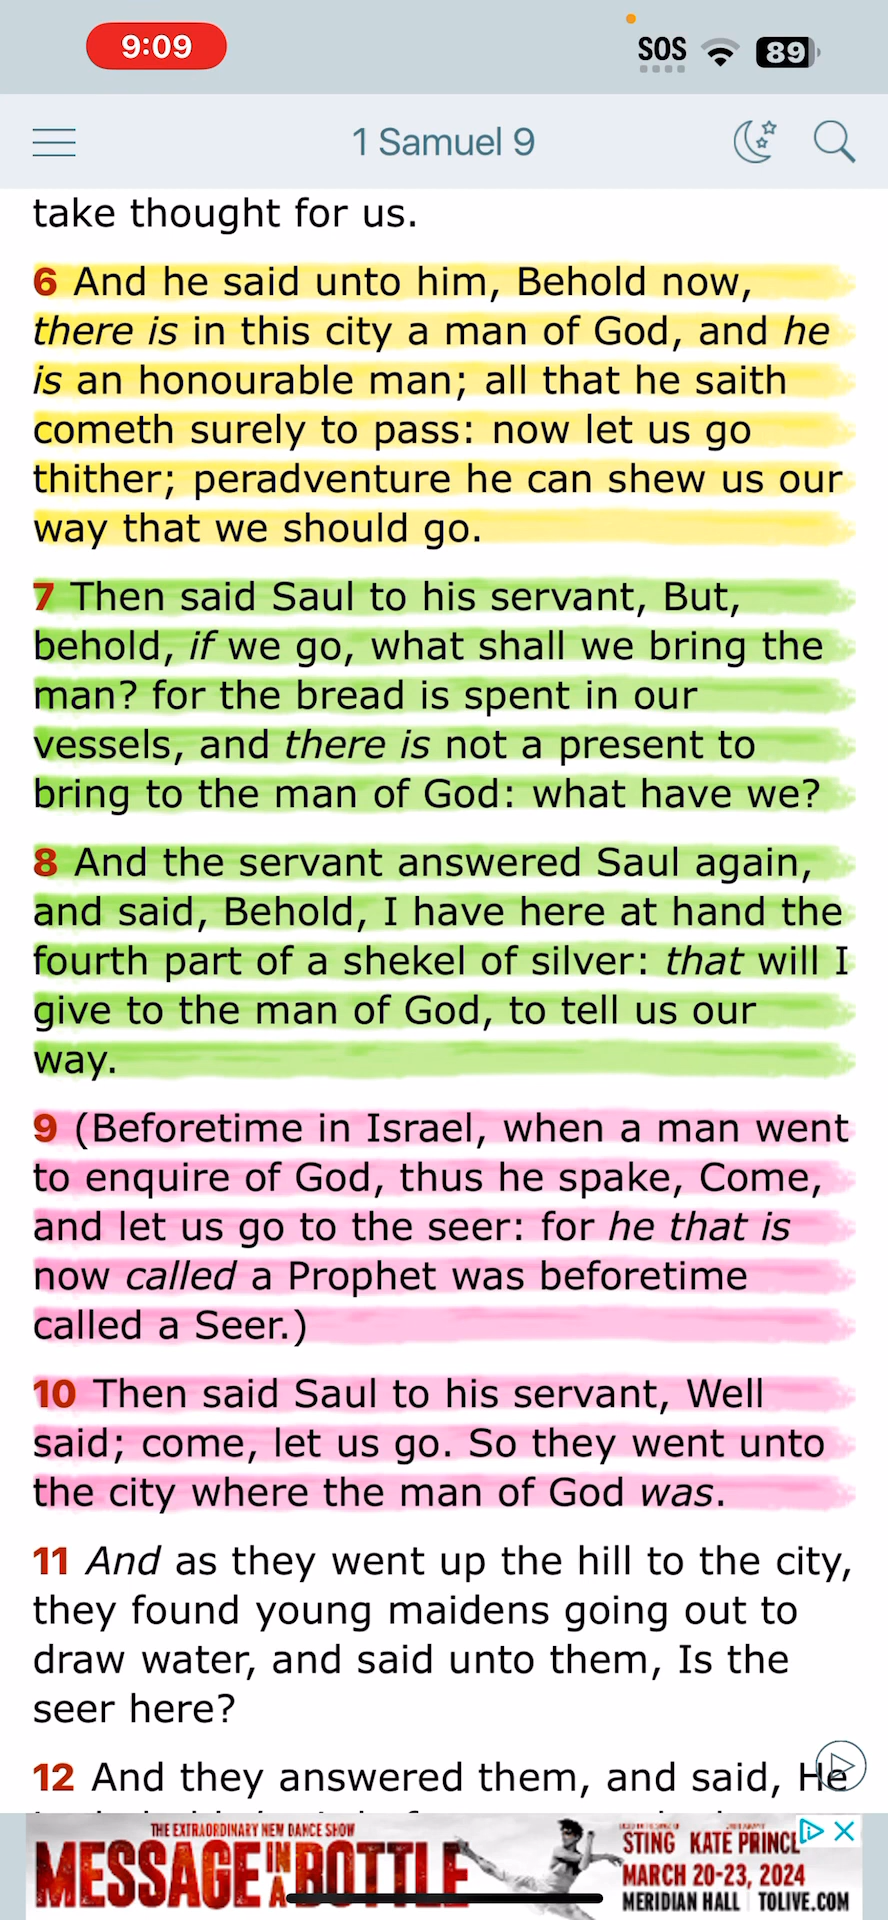 9:09
SOS
89
1 Samuel 9
take thought for us.
6 And he said unto him, Behold now,
there is in this city a man of God, and he
is an honourable man; all that he saith
cometh surely to pass: now let us go
thither; peradventure he can shew us our
way that we should go.
7 Then said Saul to his servant, But,
behold, if we go, what shall we bring the
man? for the bread is spent in our
vessels, and there is not a present to
bring to the man of God: what have we?
8 And the servant answered Saul again,
and said, Behold, I have here at hand the
fourth part of a shekel of silver: that will I
give to the man of God, to tell us our
way.
9 (Beforetime in Israel, when a man went
to enquire of God, thus he spake, Come,
and let us go to the seer: for he that is
now called a Prophet was beforetime
called a Seer.)
10 Then said Saul to his servant, Well
said; come, let us go. So they went unto
the city where the man of God was.
11 And as they went up the hill to the city,
they found young maidens going out to
draw water, and said unto them, Is the
seer here?
12 And they answered them, and said, He
THE EXTRAORDINARY NEW DANCE SHOW
MESSAGE IN A BOTTLE
STING KATE PRINCE
MARCH 20-23, 2024
MERIDIAN HALL TOLIVE.COM